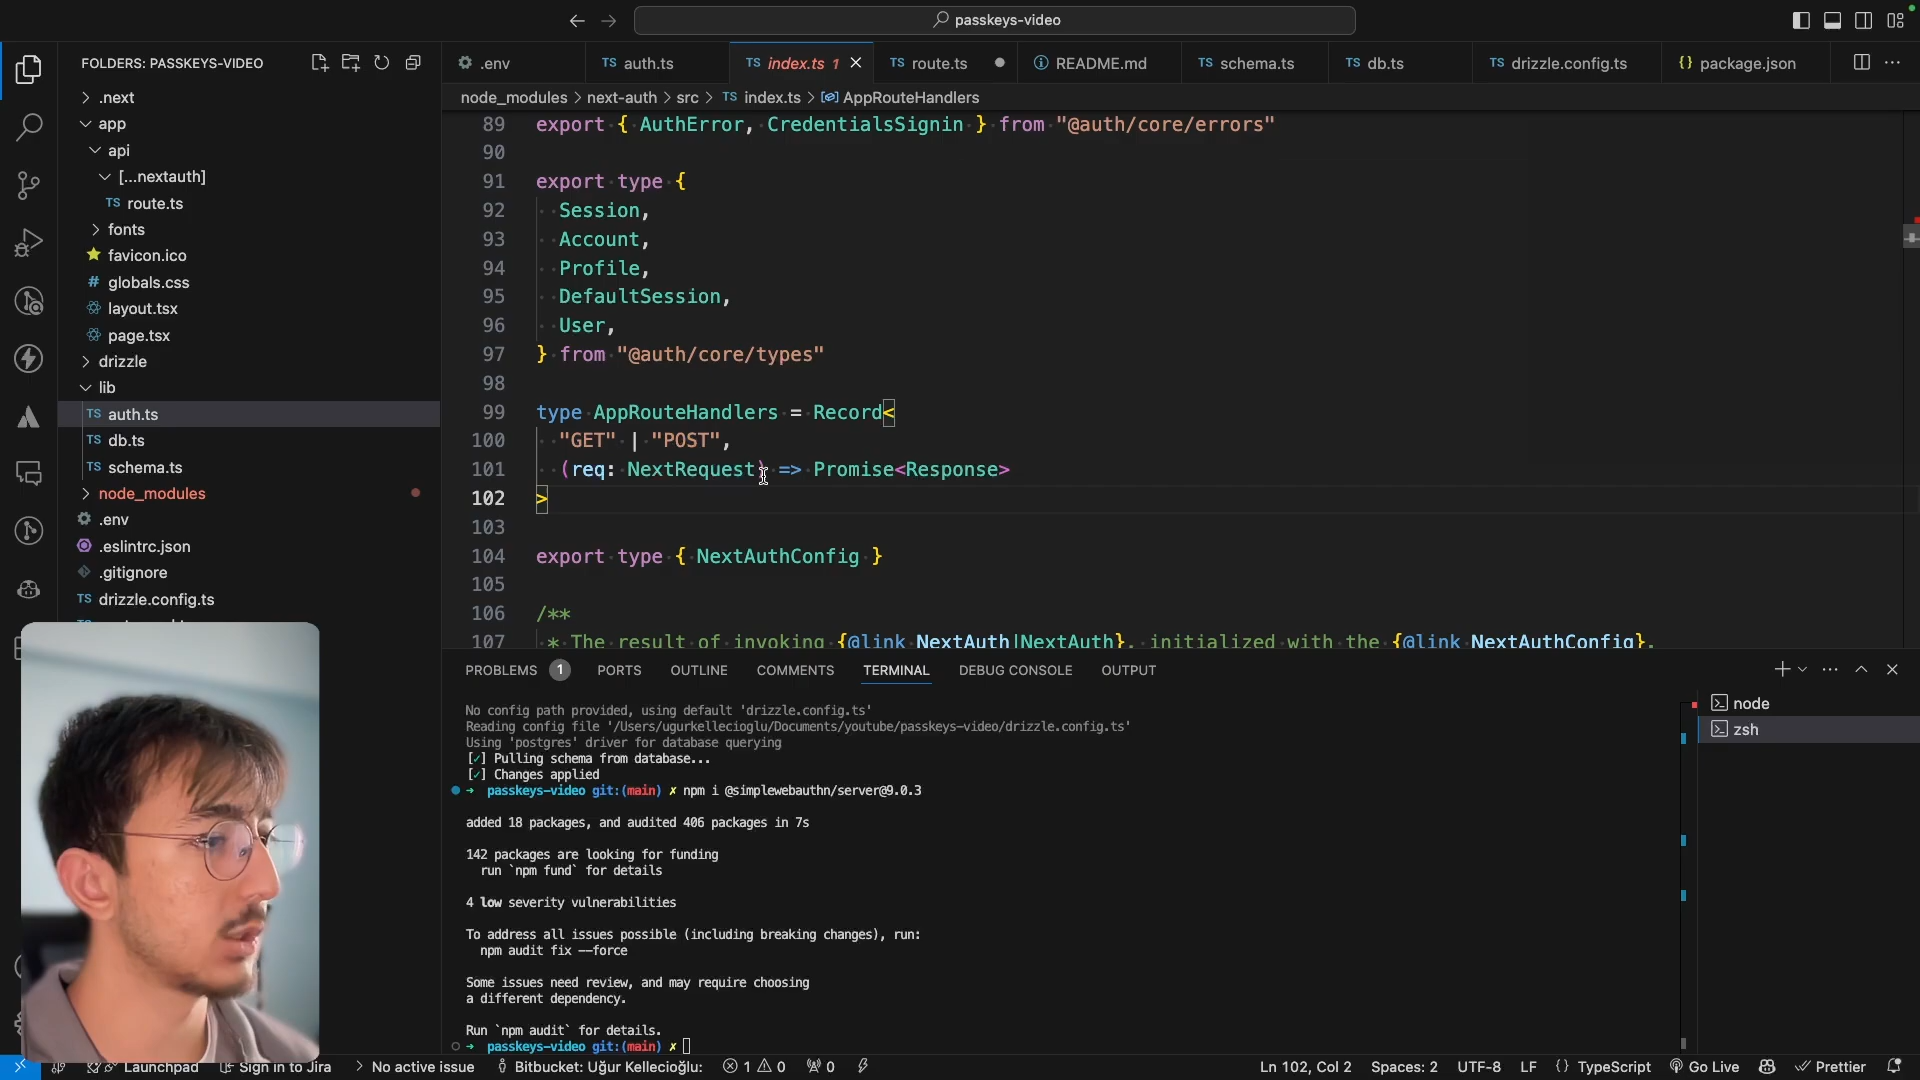 passkeys-video
FOLDERS: PASSKEYS-VIDEO
.next
app
api
[...nextauth]
TS route.ts
fonts
favicon.ico
# globals.css
layout.tsx
page.tsx
drizzle
lib
TS auth.ts
TS db.ts
TS schema.ts
node_modules
.env
.eslintrc.json
.gitignore
TS drizzle.config.ts
.env
TS auth.ts
TS index.ts 1
TS route.ts
README.md
TS schema.ts
TS db.ts
TS drizzle.config.ts
{} package.json
node_modules > next-auth > src > TS index.ts > AppRouteHandlers
89 export { AuthError, CredentialsSignin } from "@auth/core/errors"
90
91 export type {
92 Session,
93 Account,
94 Profile,
95 DefaultSession,
96 User,
97 } from "@auth/core/types"
98
99 type AppRouteHandlers = Record<
100 "GET" | "POST",
101 (req: NextRequest) => Promise<Response>
102 >
103
104 export type { NextAuthConfig }
105
106 /**
107 * The result of invoking {@link NextAuth|NextAuth}, initialized with the {@link NextAuthConfig}.
PROBLEMS 1 PORTS OUTLINE COMMENTS TERMINAL DEBUG CONSOLE OUTPUT
No config path provided, using default 'drizzle.config.ts'
Reading config file '/Users/ugurkellecioglu/Documents/youtube/passkeys-video/drizzle.config.ts'
Using 'postgres' driver for database querying
[✓] Pulling schema from database...
[✓] Changes applied
→ passkeys-video git:(main) ✗ npm i @simplewebauthn/server@9.0.3
added 18 packages, and audited 406 packages in 7s
142 packages are looking for funding
run `npm fund` for details
4 low severity vulnerabilities
To address all issues possible (including breaking changes), run:
npm audit fix --force
Some issues need review, and may require choosing
a different dependency.
Run `npm audit` for details.
→ passkeys-video git:(main) ✗
node
zsh
Launchpad Sign in to Jira No active issue Bitbucket: Uğur Kellecioğlu: 1 0 0 Ln 102, Col 2 Spaces: 2 UTF-8 LF {} TypeScript Go Live Prettier